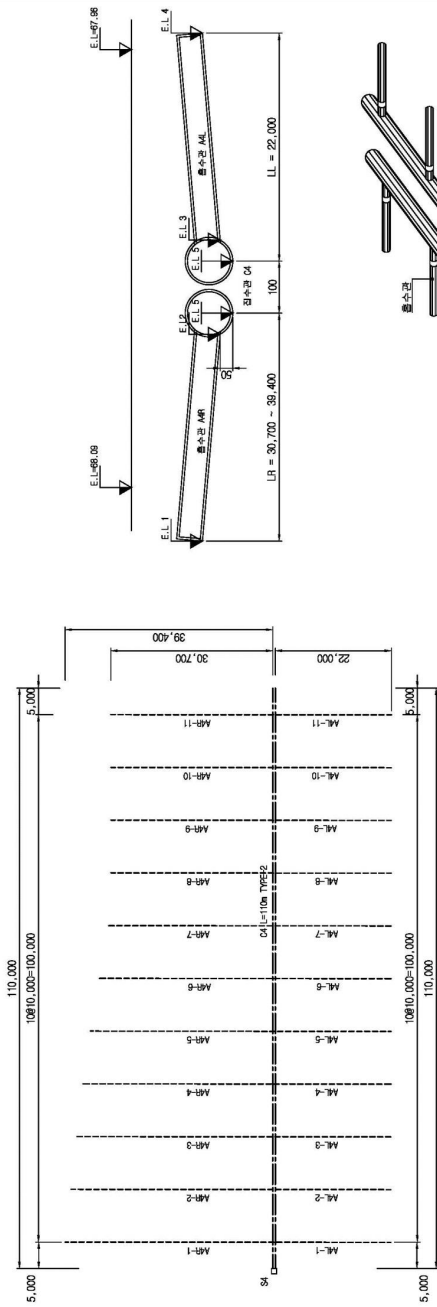 E.L=67.96
E.L=68.09
E.L 4
흡수관 A4L
E.L 3
E.L 5
E.L 5
E.L2
집수관 C4
흡수관 A4R
50
E.L 1
LL = 22,000
100
LR = 30,700 ~ 39,400
흡수관
39,400
30,700
22,000
110,000
5,000
10@10,000=100,000
5,000
A4R-1
A4R-2
A4R-3
A4R-4
A4R-5
A4R-6
A4R-7
A4R-8
A4R-9
A4R-10
A4R-11
S4
C4 L=110m TYPE-2
A4L-1
A4L-2
A4L-3
A4L-4
A4L-5
A4L-6
A4L-7
A4L-8
A4L-9
A4L-10
A4L-11
5,000
10@10,000=100,000
5,000
110,000